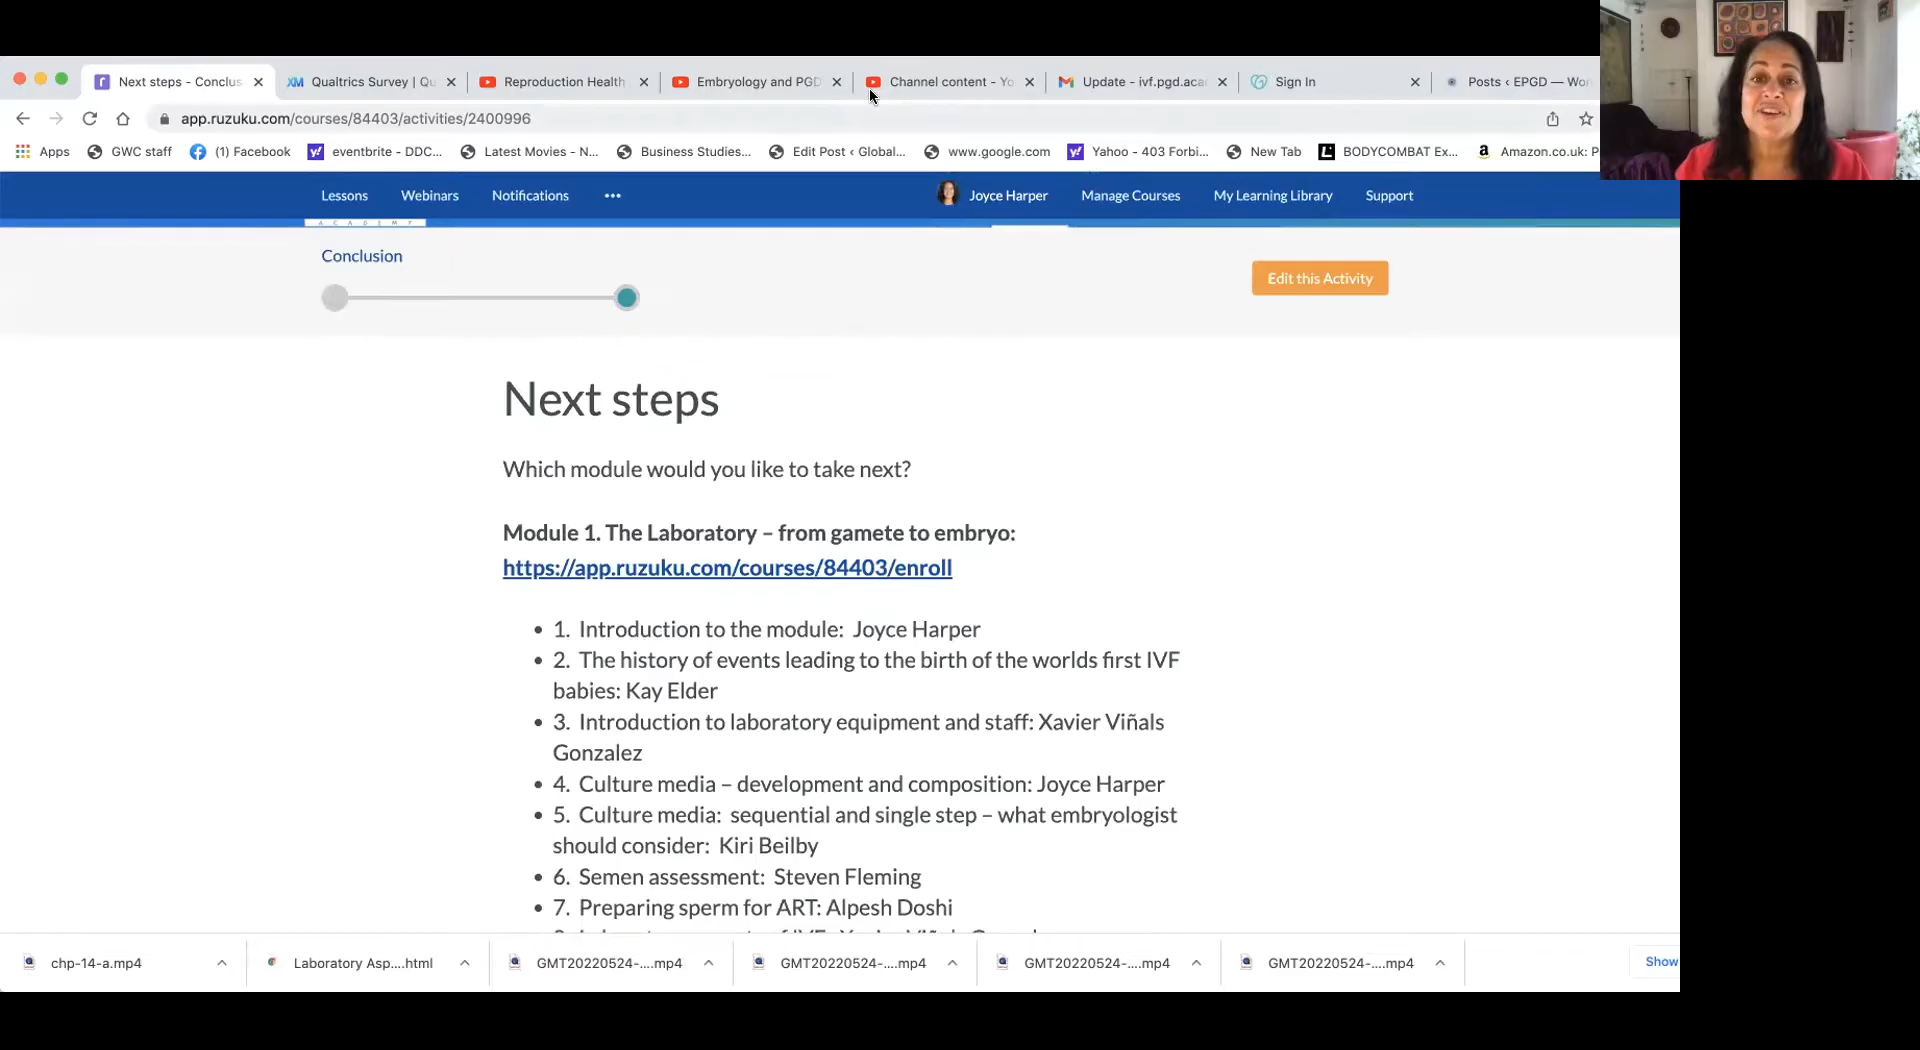 Next steps - Conclus
Qualtrics Survey | Qu
Reproduction Health
Embryology and PGD
Channel content - Yo
Update - ivf.pgd.aca
Sign In
Posts ‹ EPGD — Wor
app.ruzuku.com/courses/84403/activities/2400996
Apps
GWC staff
(1) Facebook
eventbrite - DDC...
Latest Movies - N...
Business Studies...
Edit Post ‹ Global...
www.google.com
Yahoo - 403 Forbi...
New Tab
BODYCOMBAT Ex...
Amazon.co.uk: P
Lessons
Webinars
Notifications
Joyce Harper
Manage Courses
My Learning Library
Support
ACADEMY
Conclusion
Edit this Activity
Next steps
Which module would you like to take next?
Module 1. The Laboratory – from gamete to embryo:
https://app.ruzuku.com/courses/84403/enroll
• 1. Introduction to the module: Joyce Harper
• 2. The history of events leading to the birth of the worlds first IVF
babies: Kay Elder
• 3. Introduction to laboratory equipment and staff: Xavier Viñals
Gonzalez
• 4. Culture media – development and composition: Joyce Harper
• 5. Culture media: sequential and single step – what embryologist
should consider: Kiri Beilby
• 6. Semen assessment: Steven Fleming
• 7. Preparing sperm for ART: Alpesh Doshi
chp-14-a.mp4
Laboratory Asp....html
GMT20220524-....mp4
GMT20220524-....mp4
GMT20220524-....mp4
GMT20220524-....mp4
Show